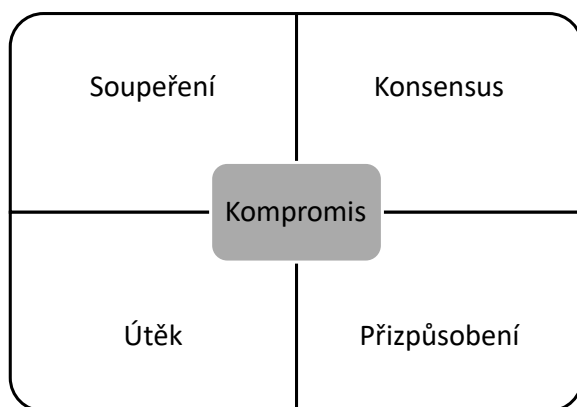 Soupeření
Konsensus
Kompromis
Útěk
Přizpůsobení